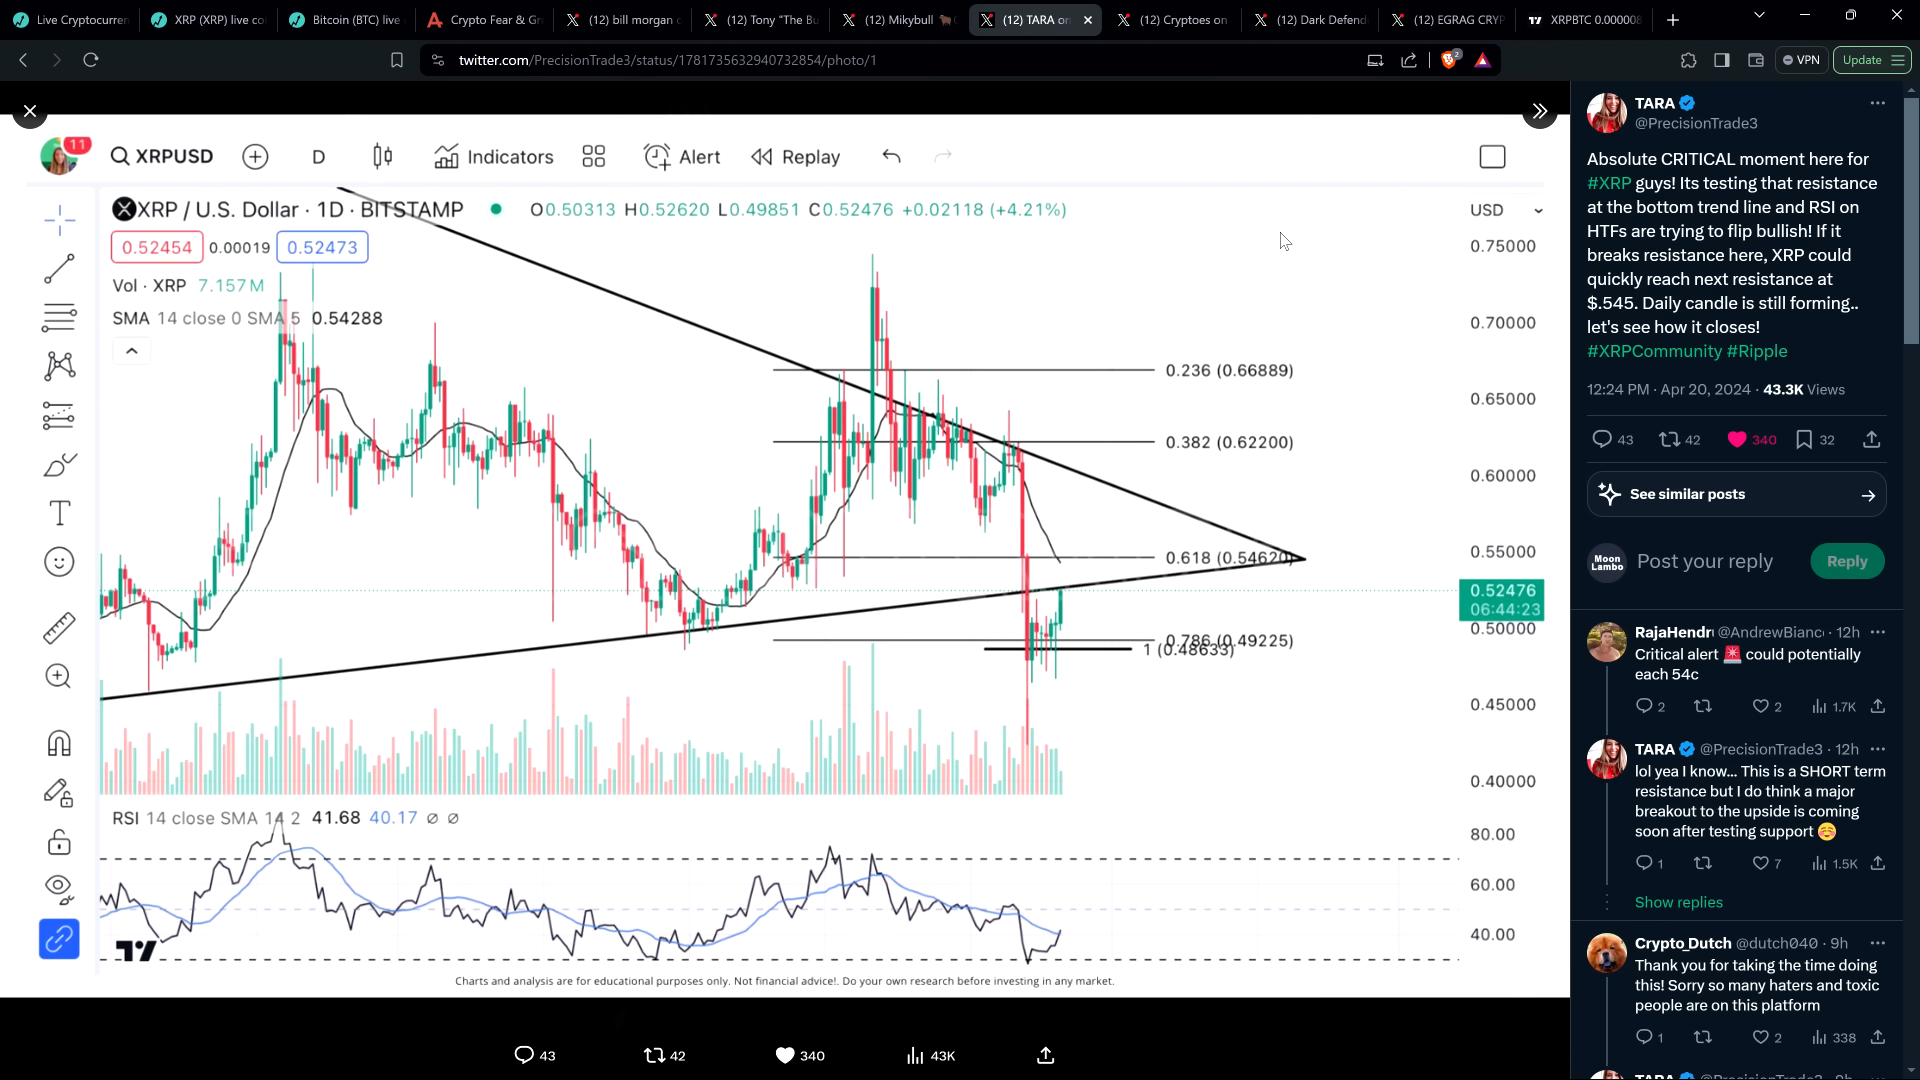 Live Cryptocurren
XRP (XRP) live co
Bitcoin (BTC) live
Crypto Fear & Gr
(12) bill morgan
(12) Tony "The Bu
(12) Mikybull
(12) TARA on
(12) Cryptoes on
(12) Dark Defend
(12) EGRAG CRYP
XRPBTC 0.000008
twitter.com/PrecisionTrade3/status/1781735632940732854/photo/1
2
VPN
Update
11
XRPUSD
D
Indicators
Alert
Replay
XRP / U.S. Dollar · 1D · BITSTAMP
O0.50313 H0.52620 L0.49851 C0.52476 +0.02118 (+4.21%)
USD
0.52454
0.00019
0.52473
Vol · XRP 7.157M
SMA 14 close 0 SMA 5 0.54288
0.75000
0.70000
0.65000
0.60000
0.55000
0.52476
06:44:23
0.50000
0.45000
0.40000
0.236 (0.66889)
0.382 (0.62200)
0.618 (0.54620)
0.786 (0.49225)
1 (0.48633)
RSI 14 close SMA 14 2 41.68 40.17 ∅ ∅
80.00
60.00
40.00
Charts and analysis are for educational purposes only. Not financial advice!. Do your own research before investing in any market.
43
42
340
43K
TARA
@PrecisionTrade3
Absolute CRITICAL moment here for
#XRP guys! Its testing that resistance
at the bottom trend line and RSI on
HTFs are trying to flip bullish! If it
breaks resistance here, XRP could
quickly reach next resistance at
$.545. Daily candle is still forming..
let's see how it closes!
#XRPCommunity #Ripple
12:24 PM · Apr 20, 2024 · 43.3K Views
43
42
340
32
See similar posts
Moon
Lambo
Post your reply
Reply
RajaHendri @AndrewBianc · 12h
Critical alert 🚨 could potentially
each 54c
2
2
1.7K
TARA @PrecisionTrade3 · 12h
lol yea I know... This is a SHORT term
resistance but I do think a major
breakout to the upside is coming
soon after testing support ☺️
1
7
1.5K
Show replies
Crypto_Dutch @dutch040 · 9h
Thank you for taking the time doing
this! Sorry so many haters and toxic
people are on this platform
1
2
338
TARA @PrecisionTrade3 · 9h